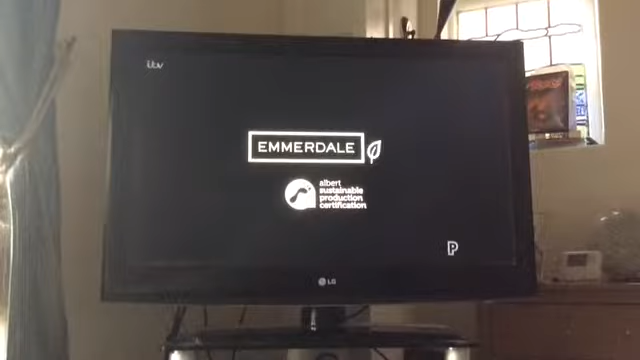 itv
EMMERDALE
albert
sustainable
production
certification
P
LG